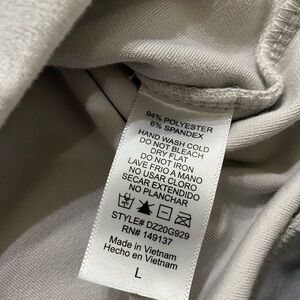 94% POLYESTER
6% SPANDEX
HAND WASH COLD
DO NOT BLEACH
DRY FLAT
DO NOT IRON
LAVE FRIO A MANO
NO USAR CLORO
SECAR EXTENDIDO
NO PLANCHAR
STYLE# DZ20G929
RN# 149137
Made in Vietnam
Hecho en Vietnam
L